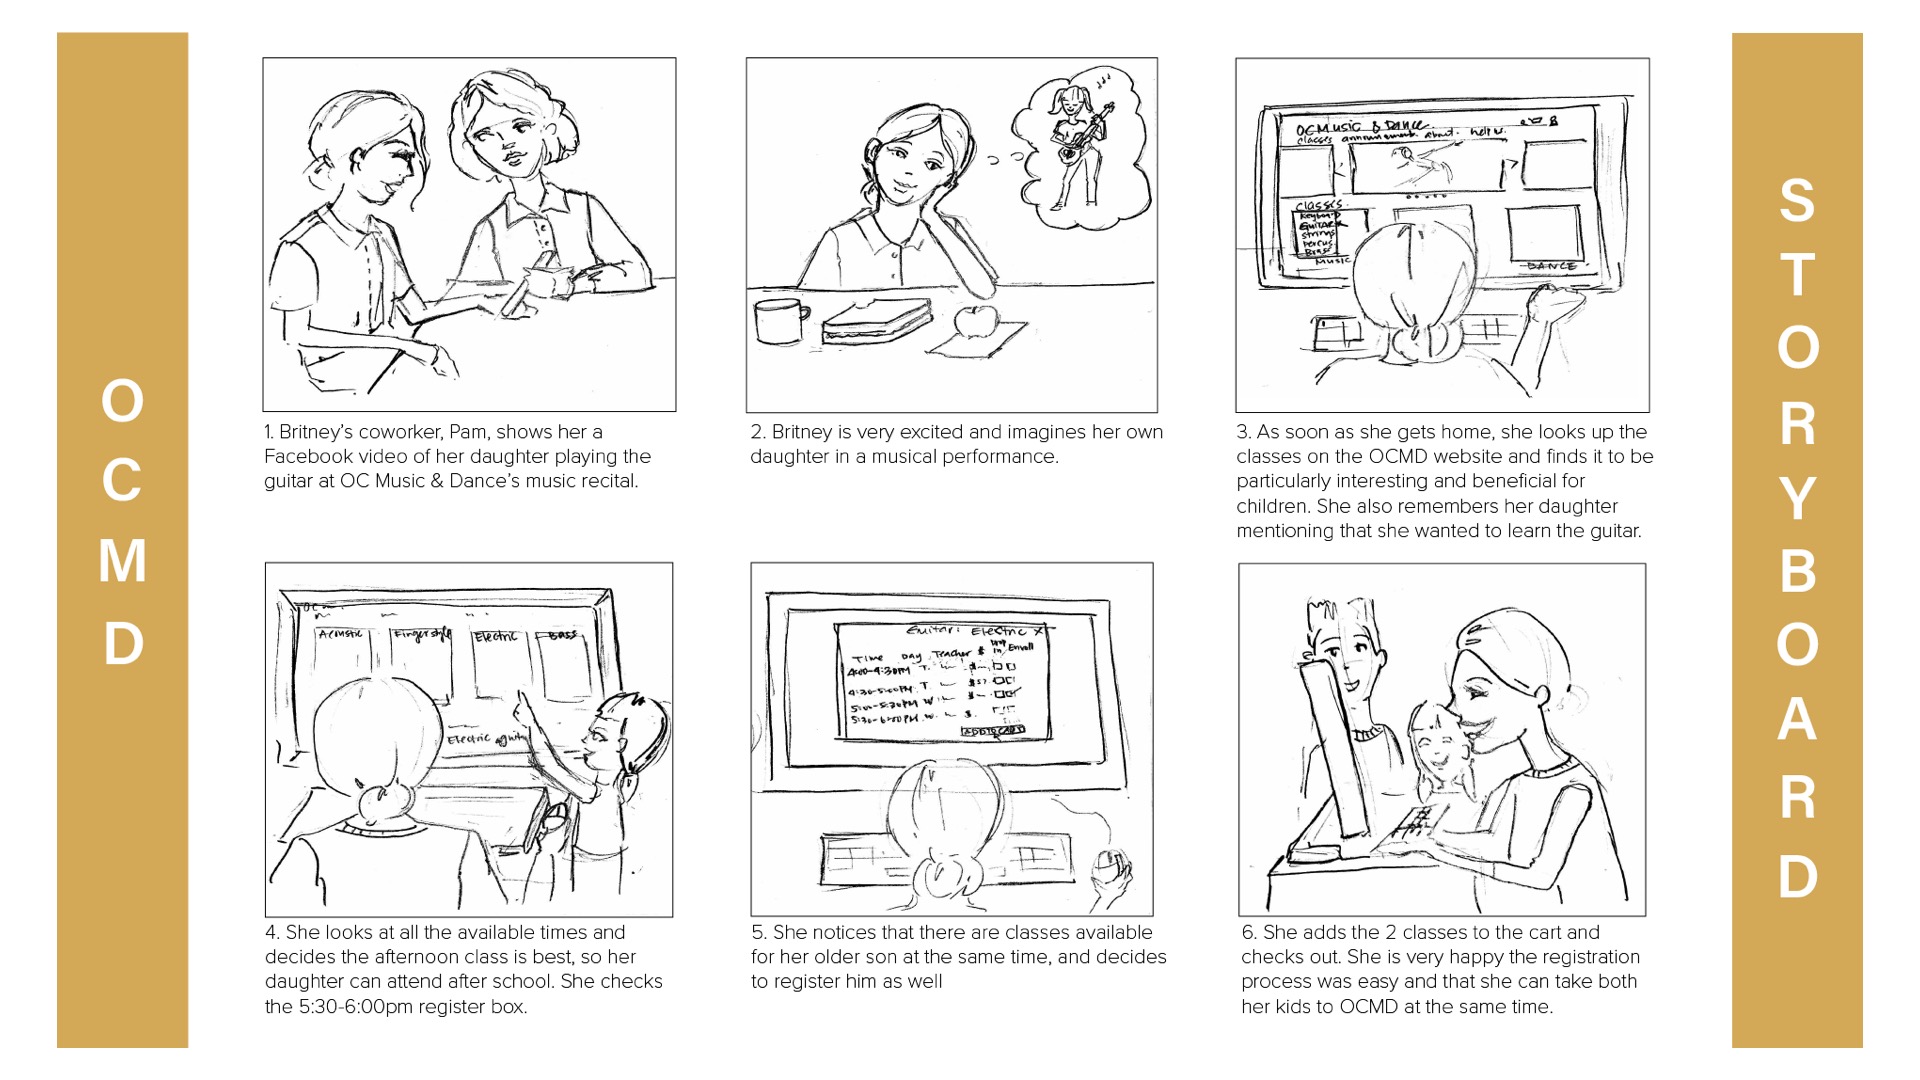 OCMD
STORYBOARD
OC Music & Dance
classes announcements about help us
classes
Keyboard
GUITAR
strings
percus.
Brass
MUSIC
DANCE
1. Britney’s coworker, Pam, shows her a
Facebook video of her daughter playing the
guitar at OC Music & Dance’s music recital.
2. Britney is very excited and imagines her own
daughter in a musical performance.
3. As soon as she gets home, she looks up the
classes on the OCMD website and finds it to be
particularly interesting and beneficial for
children. She also remembers her daughter
mentioning that she wanted to learn the guitar.
OC
Acoustic Fingerstyle Electric Bass
Electric
Guitar: Electric X
Time Day Teacher $ Drop In Enroll
4:00-4:30PM T.
4:30-5:00PM. T.
5:00-5:30PM W.
5:30-6:00PM. W. $.
ADD TO CART
4. She looks at all the available times and
decides the afternoon class is best, so her
daughter can attend after school. She checks
the 5:30-6:00pm register box.
5. She notices that there are classes available
for her older son at the same time, and decides
to register him as well
6. She adds the 2 classes to the cart and
checks out. She is very happy the registration
process was easy and that she can take both
her kids to OCMD at the same time.